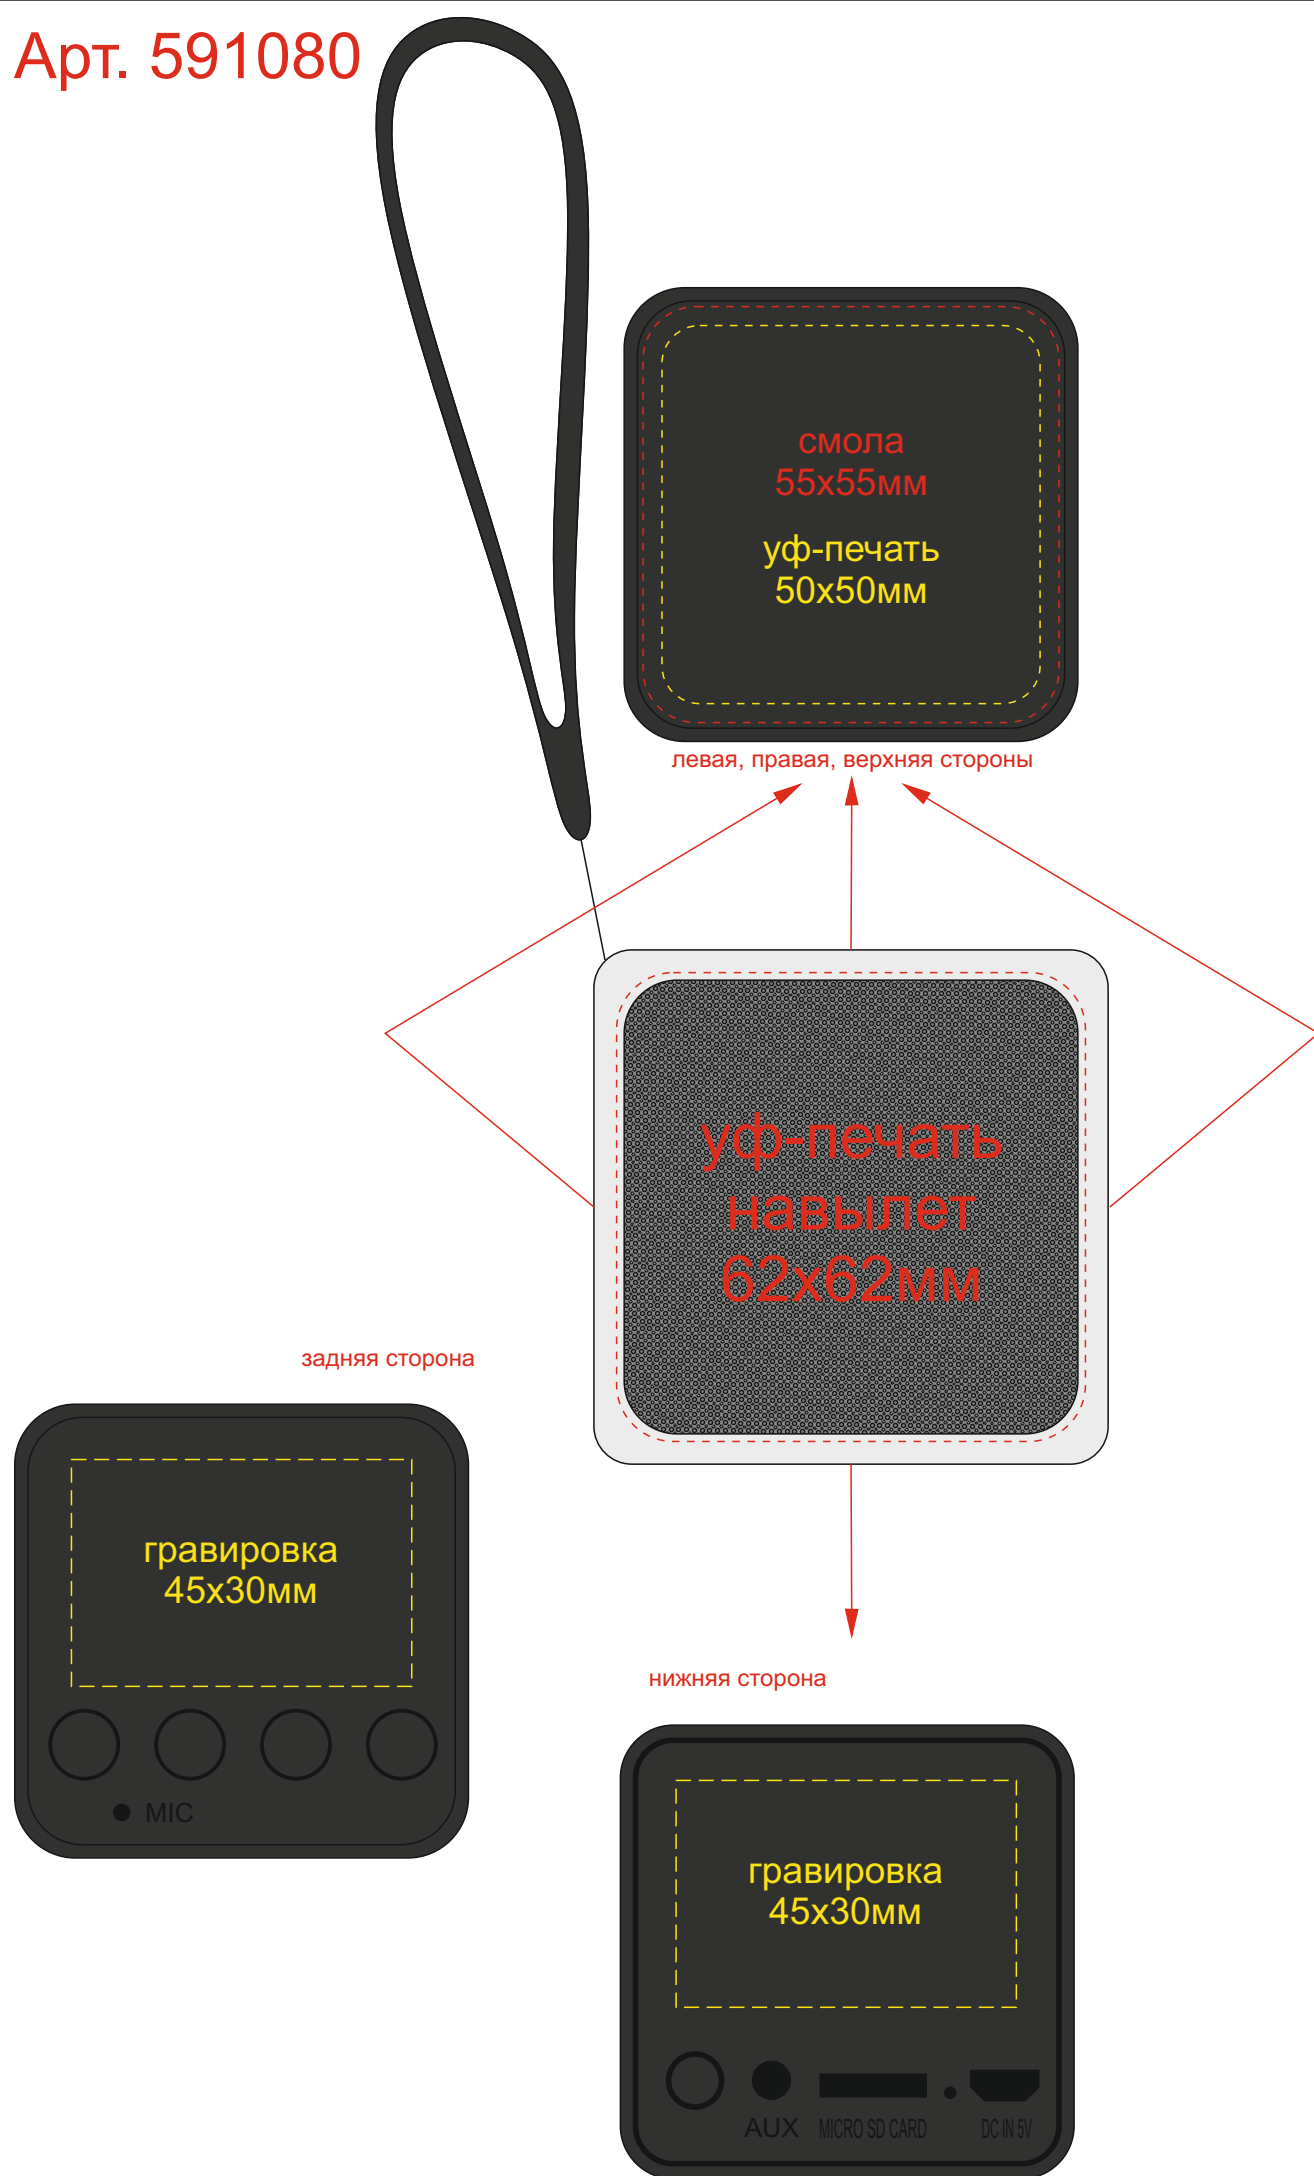 Арт. 591080
смола
55х55мм
уф-печать
50х50мм
левая, правая, верхняя стороны
уф-печать
навылет
62х62мм
задняя сторона
гравировка
45х30мм
MIC
нижняя сторона
гравировка
45х30мм
AUX MICRO SD CARD DC IN 5V